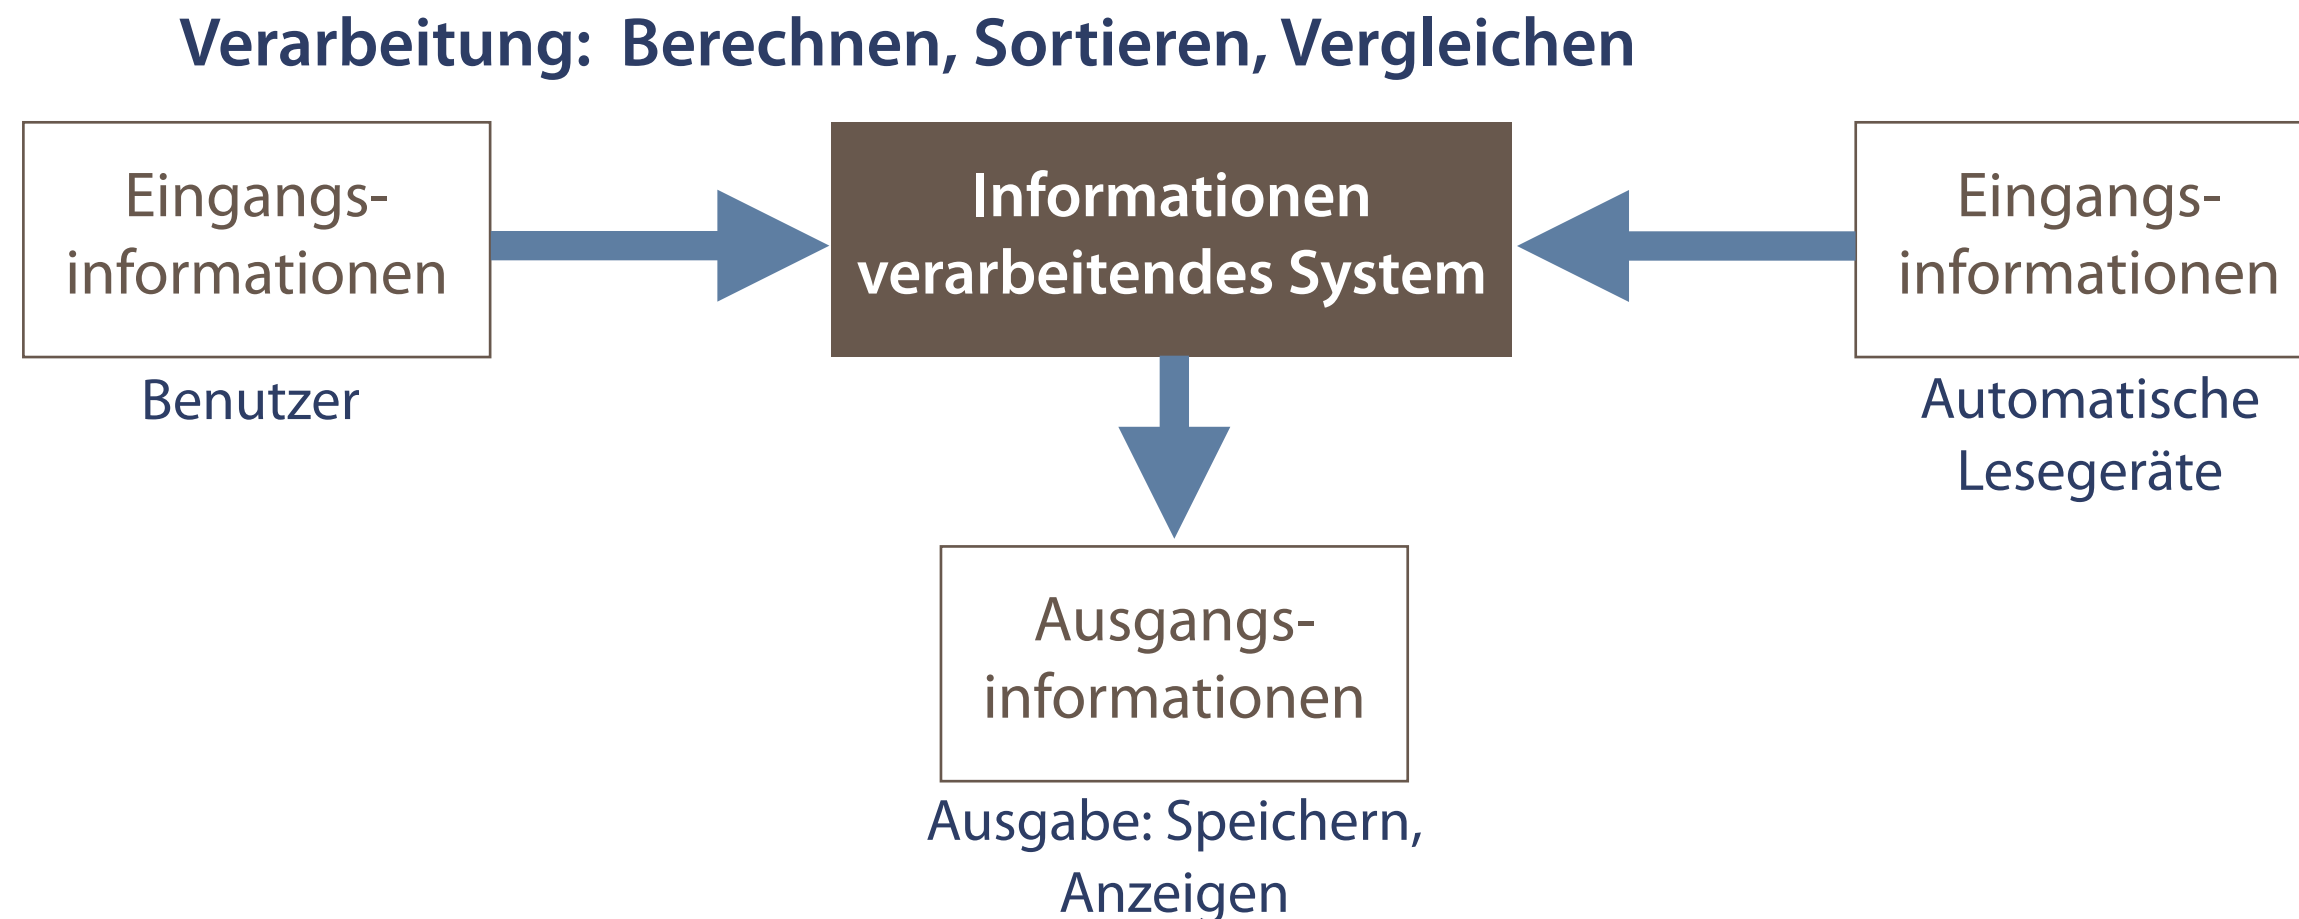 Verarbeitung: Berechnen, Sortieren, Vergleichen
Eingangs-
informationen
Benutzer
Informationen
verarbeitendes System
Eingangs-
informationen
Automatische
Lesegeräte
Ausgangs-
informationen
Ausgabe: Speichern,
Anzeigen